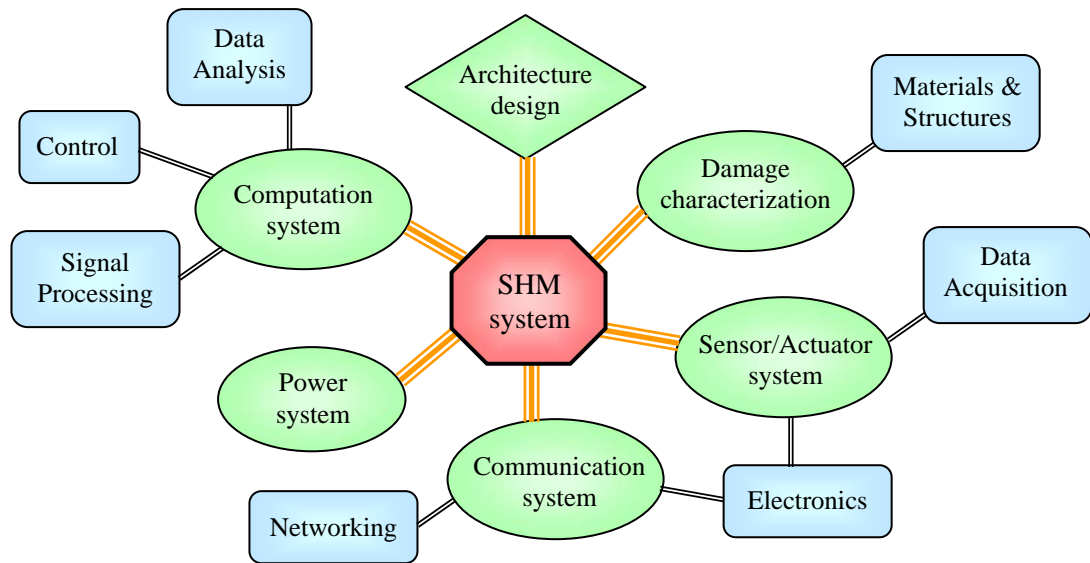 Data
Analysis
Architecture
design
Materials &
Structures
Control
Computation
system
Damage
characterization
Signal
Processing
SHM
system
Data
Acquisition
Sensor/Actuator
system
Power
system
Communication
system
Networking
Electronics